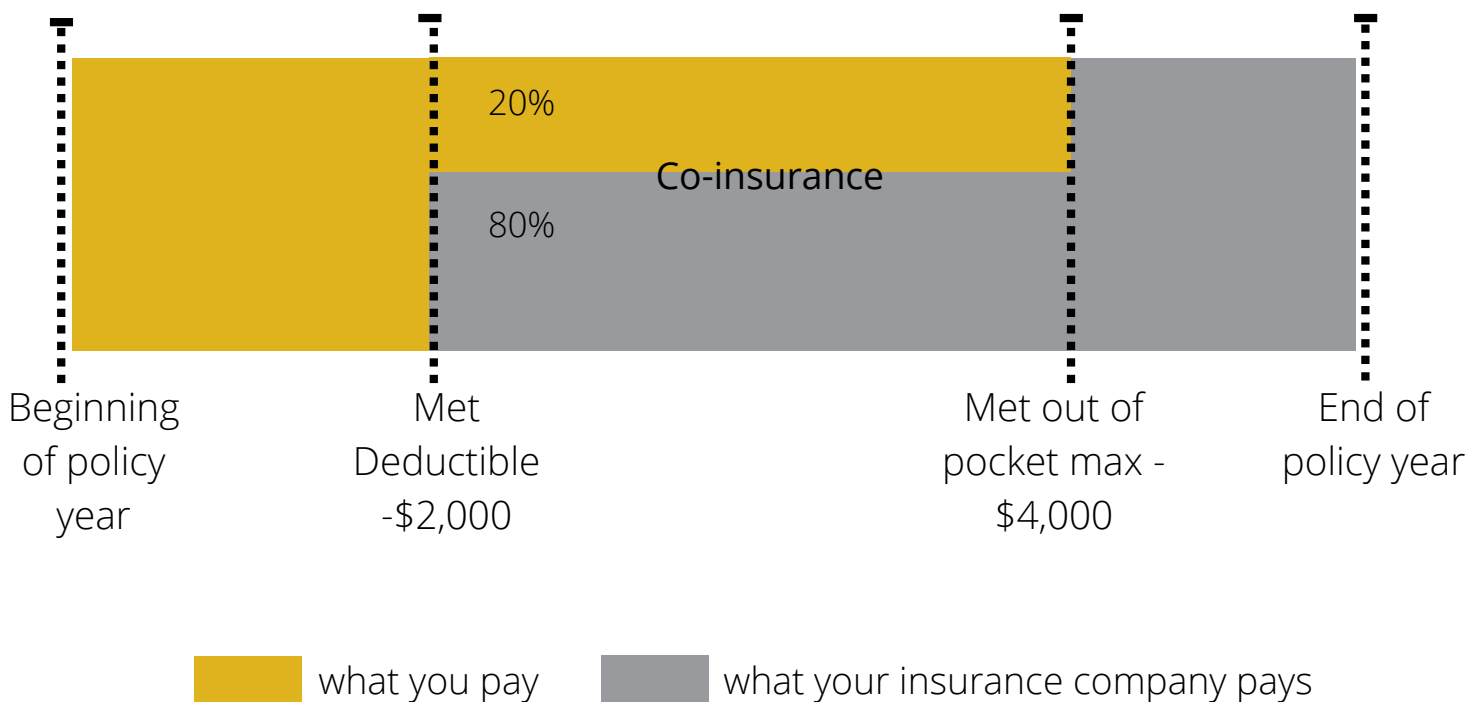 20%
Co-insurance
80%
Beginning
of policy
year
Met
Deductible
-$2,000
Met out of
pocket max -
$4,000
End of
policy year
what you pay
what your insurance company pays